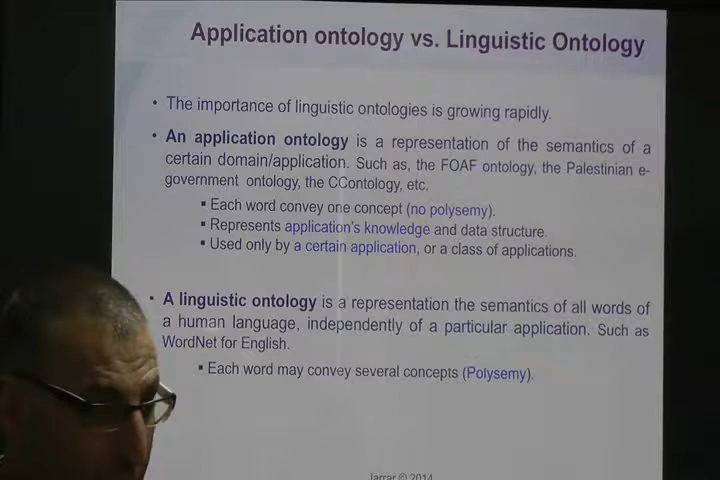 Application ontology vs. Linguistic Ontology
• The importance of linguistic ontologies is growing rapidly.
• An application ontology is a representation of the semantics of a
certain domain/application. Such as, the FOAF ontology, the Palestinian e-
government ontology, the CContology, etc.
▪ Each word convey one concept (no polysemy).
▪ Represents application's knowledge and data structure.
▪ Used only by a certain application, or a class of applications.
• A linguistic ontology is a representation the semantics of all words of
a human language, independently of a particular application. Such as
WordNet for English.
▪ Each word may convey several concepts (Polysemy).
Jarrar © 2014